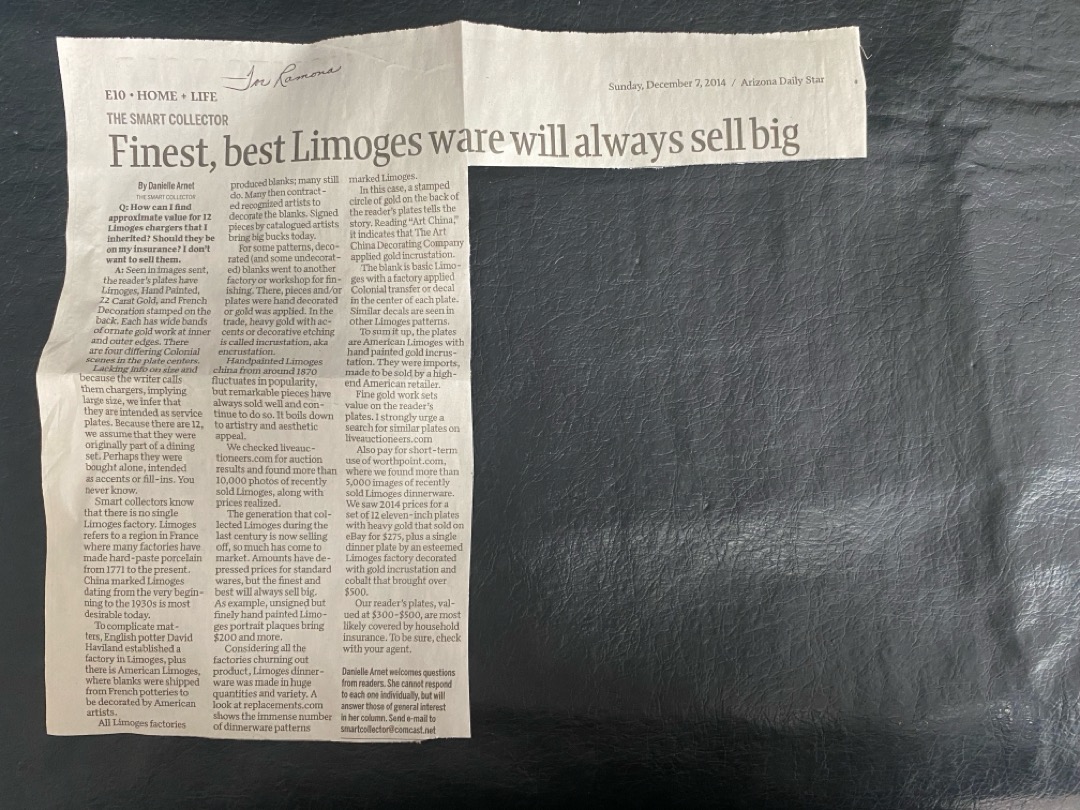 For Ramona
Sunday, December 7, 2014 / Arizona Daily Star
E10 • HOME + LIFE
THE SMART COLLECTOR
Finest, best Limoges ware will always sell big
By Danielle Arnet
THE SMART COLLECTOR
Q: How can I find
approximate value for 12
Limoges chargers that I
inherited? Should they be
on my insurance? I don't
want to sell them.
A: Seen in images sent,
the reader's plates have
Limoges, Hand Painted,
22 Carat Gold, and French
Decoration stamped on the
back. Each has wide bands
of ornate gold work at inner
and outer edges. There
are four differing Colonial
scenes in the plate centers.
Lacking info on size and
because the writer calls
them chargers, implying
large size, we infer that
they are intended as service
plates. Because there are 12,
we assume that they were
originally part of a dining
set. Perhaps they were
bought alone, intended
as accents or fill-ins. You
never know.
Smart collectors know
that there is no single
Limoges factory. Limoges
refers to a region in France
where many factories have
made hard-paste porcelain
from 1771 to the present.
China marked Limoges
dating from the very begin-
ning to the 1930s is most
desirable today.
To complicate mat-
ters, English potter David
Haviland established a
factory in Limoges, plus
there is American Limoges,
where blanks were shipped
from French potteries to
be decorated by American
artists.
All Limoges factories
produced blanks; many still
do. Many then contract-
ed recognized artists to
decorate the blanks. Signed
pieces by catalogued artists
bring big bucks today.
For some patterns, deco-
rated (and some undecorat-
ed) blanks went to another
factory or workshop for fin-
ishing. There, pieces and/or
plates were hand decorated
or gold was applied. In the
trade, heavy gold with ac-
cents or decorative etching
is called incrustation, aka
encrustation.
Handpainted Limoges
china from around 1870
fluctuates in popularity,
but remarkable pieces have
always sold well and con-
tinue to do so. It boils down
to artistry and aesthetic
appeal.
We checked liveauc-
tioneers.com for auction
results and found more than
10,000 photos of recently
sold Limoges, along with
prices realized.
The generation that col-
lected Limoges during the
last century is now selling
off, so much has come to
market. Amounts have de-
pressed prices for standard
wares, but the finest and
best will always sell big.
As example, unsigned but
finely hand painted Limo-
ges portrait plaques bring
$200 and more.
Considering all the
factories churning out
product, Limoges dinner-
ware was made in huge
quantities and variety. A
look at replacements.com
shows the immense number
of dinnerware patterns
marked Limoges.
In this case, a stamped
circle of gold on the back of
the reader's plates tells the
story. Reading "Art China,"
it indicates that The Art
China Decorating Company
applied gold incrustation.
The blank is basic Limo-
ges with a factory applied
Colonial transfer or decal
in the center of each plate.
Similar decals are seen in
other Limoges patterns.
To sum it up, the plates
are American Limoges with
hand painted gold incrus-
tation. They were imports,
made to be sold by a high-
end American retailer.
Fine gold work sets
value on the reader's
plates. I strongly urge a
search for similar plates on
liveauctioneers.com
Also pay for short-term
use of worthpoint.com,
where we found more than
5,000 images of recently
sold Limoges dinnerware.
We saw 2014 prices for a
set of 12 eleven-inch plates
with heavy gold that sold on
eBay for $275, plus a single
dinner plate by an esteemed
Limoges factory decorated
with gold incrustation and
cobalt that brought over
$500.
Our reader's plates, val-
ued at $300-$500, are most
likely covered by household
insurance. To be sure, check
with your agent.
Danielle Arnet welcomes questions
from readers. She cannot respond
to each one individually, but will
answer those of general interest
in her column. Send e-mail to
smartcollector@comcast.net